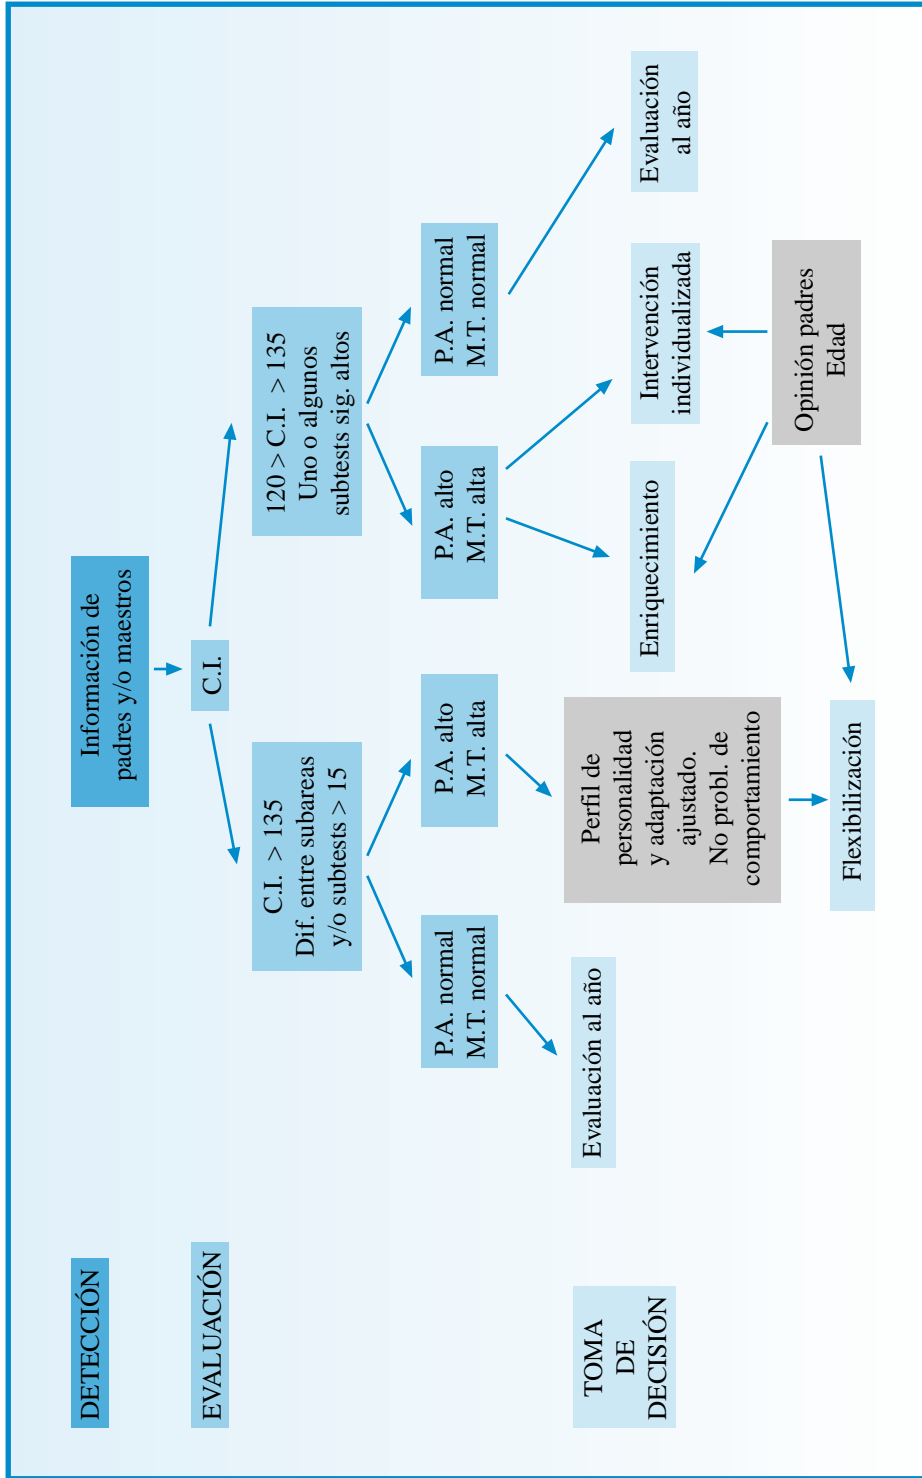 DETECCIÓN
Información de
padres y/o maestros
EVALUACIÓN
C.I.
C.I. > 135
Dif. entre subareas
y/o subtests > 15
120 > C.I. > 135
Uno o algunos
subtests sig. altos
P.A. normal
M.T. normal
P.A. alto
M.T. alta
P.A. alto
M.T. alta
P.A. normal
M.T. normal
TOMA
DE
DECISIÓN
Evaluación al año
Perfil de
personalidad
y adaptación
ajustado.
No probl. de
comportamiento
Enriquecimiento
Intervención
individualizada
Evaluación
al año
Opinión padres
Edad
Flexibilización